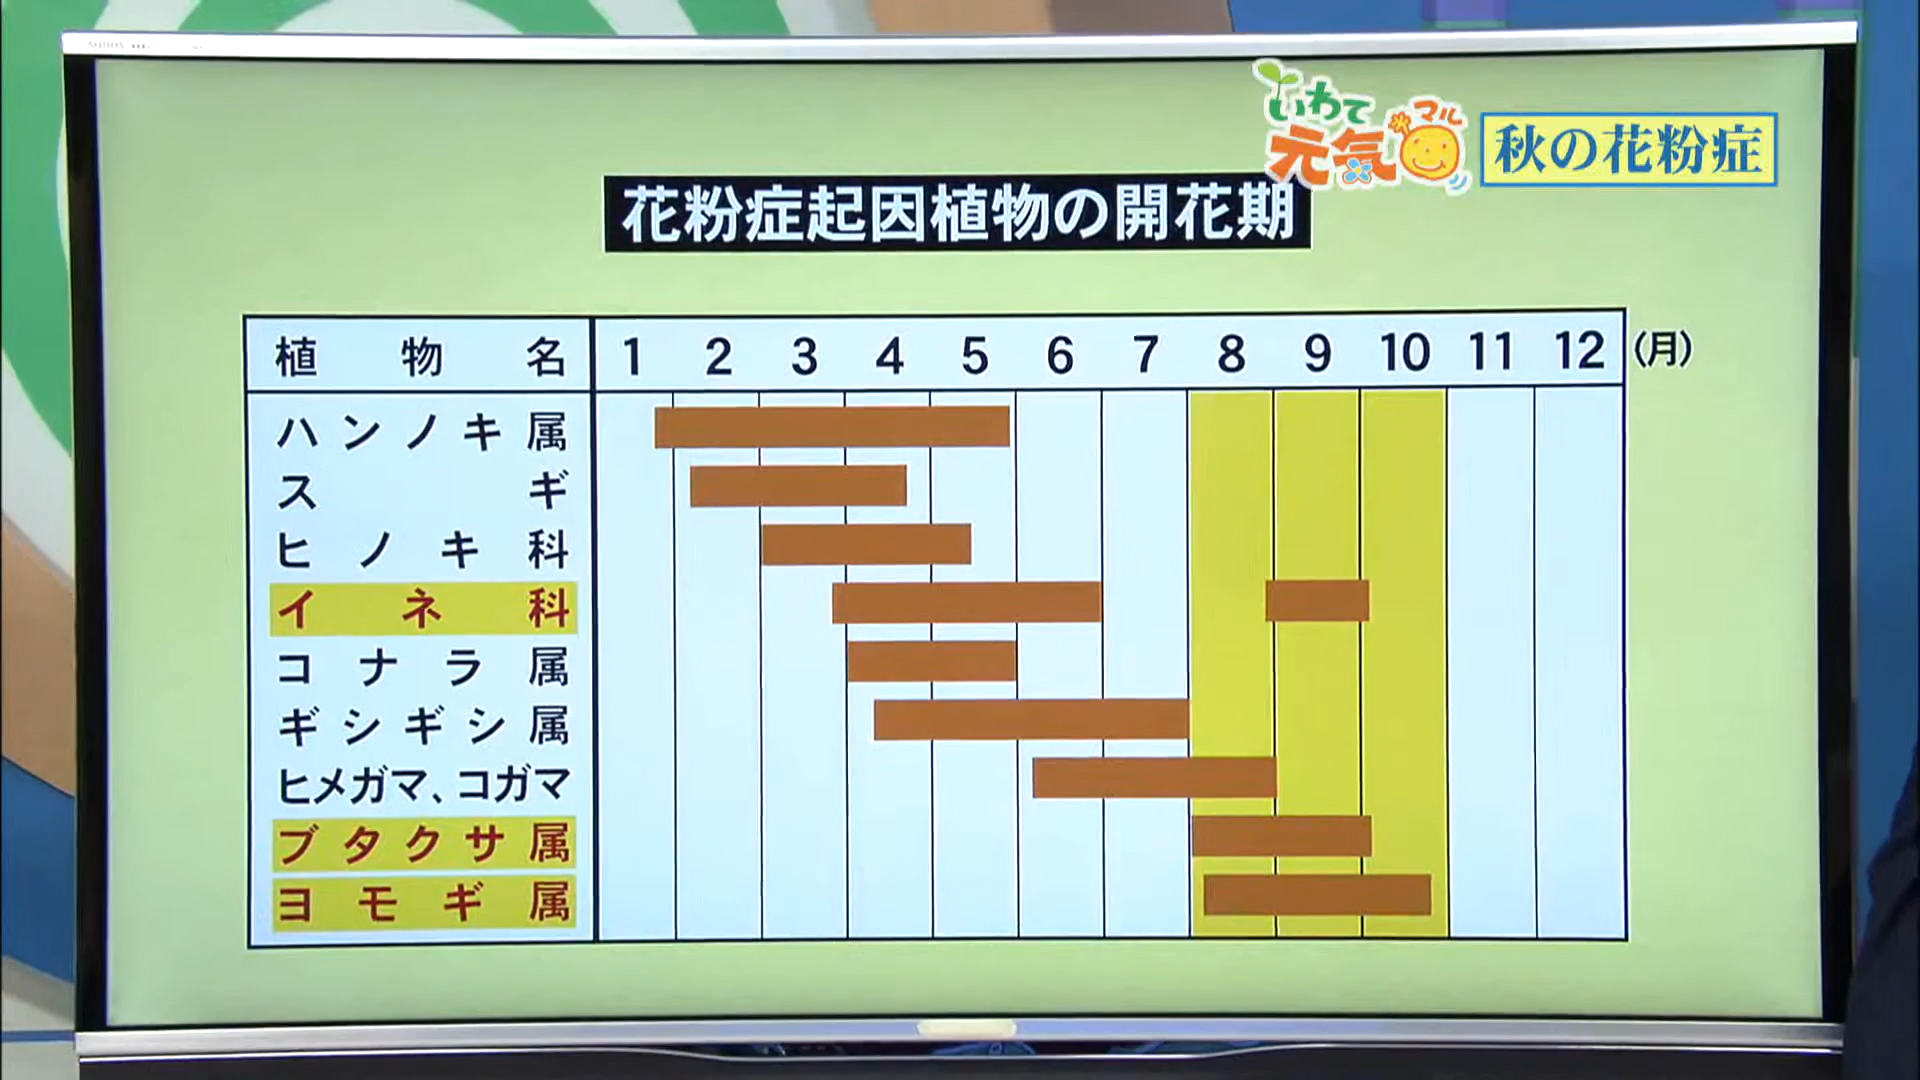 いわて
元気マル
秋の花粉症
花粉症起因植物の開花期
植物名 1 2 3 4 5 6 7 8 9 10 11 12 (月)
ハンノキ属
スギ
ヒノキ科
イネ科
コナラ属
ギシギシ属
ヒメガマ、コガマ
ブタクサ属
ヨモギ属